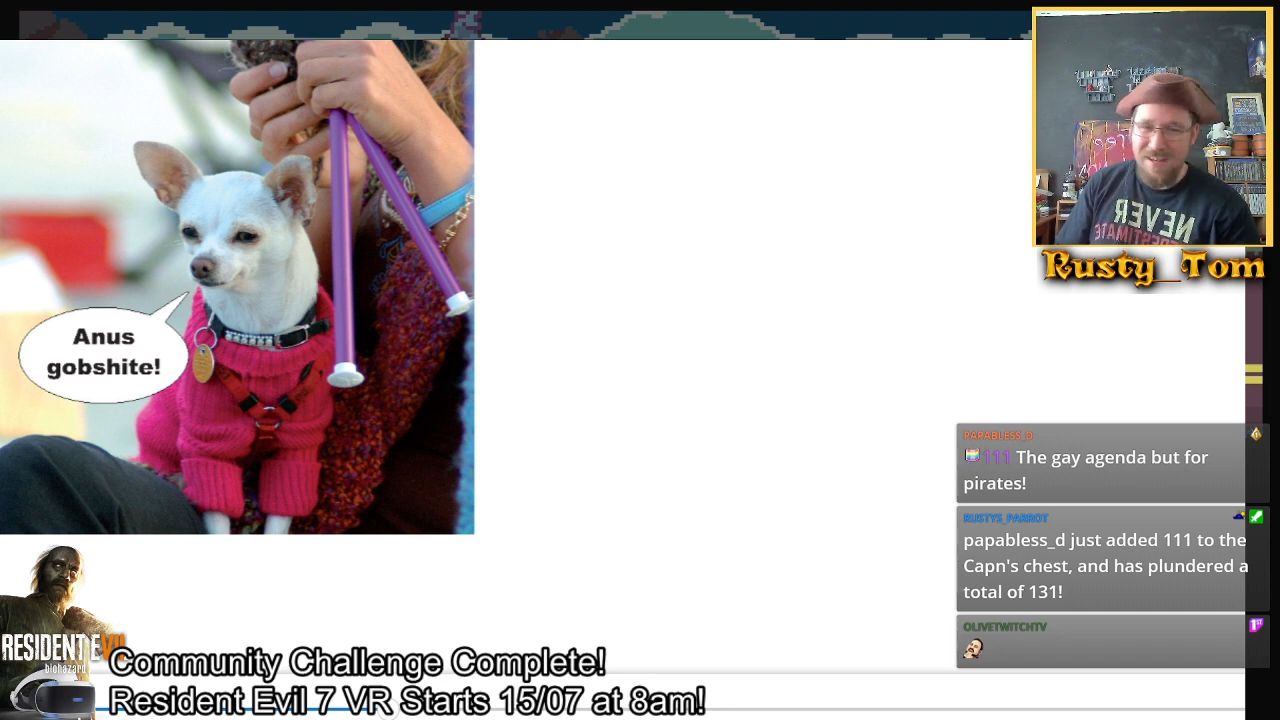 Anus
gobshite!
NEVER
Rusty_Tom
PAPABLESS_D
111 The gay agenda but for
pirates!
RUSTYS_PARROT
papabless_d just added 111 to the
Capn's chest, and has plundered a
total of 131!
OLIVETWITCHTV
1ST
RESIDENT EVII
biohazard
Community Challenge Complete!
Resident Evil 7 VR Starts 15/07 at 8am!